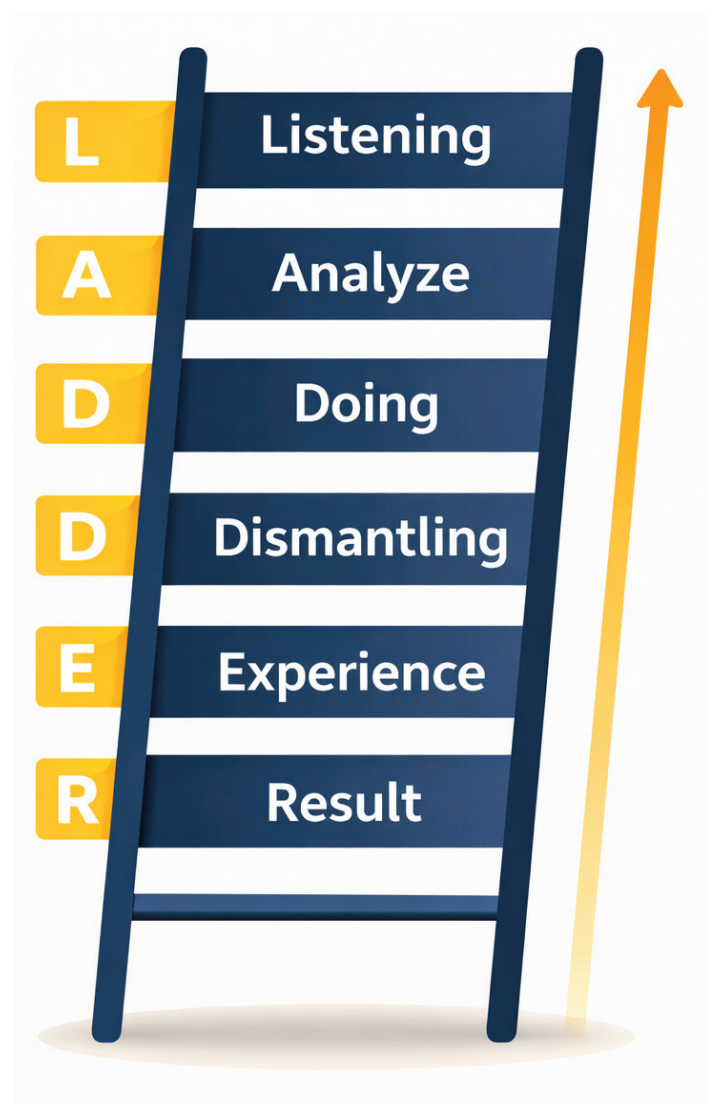 L Listening
A Analyze
D Doing
D Dismantling
E Experience
R Result